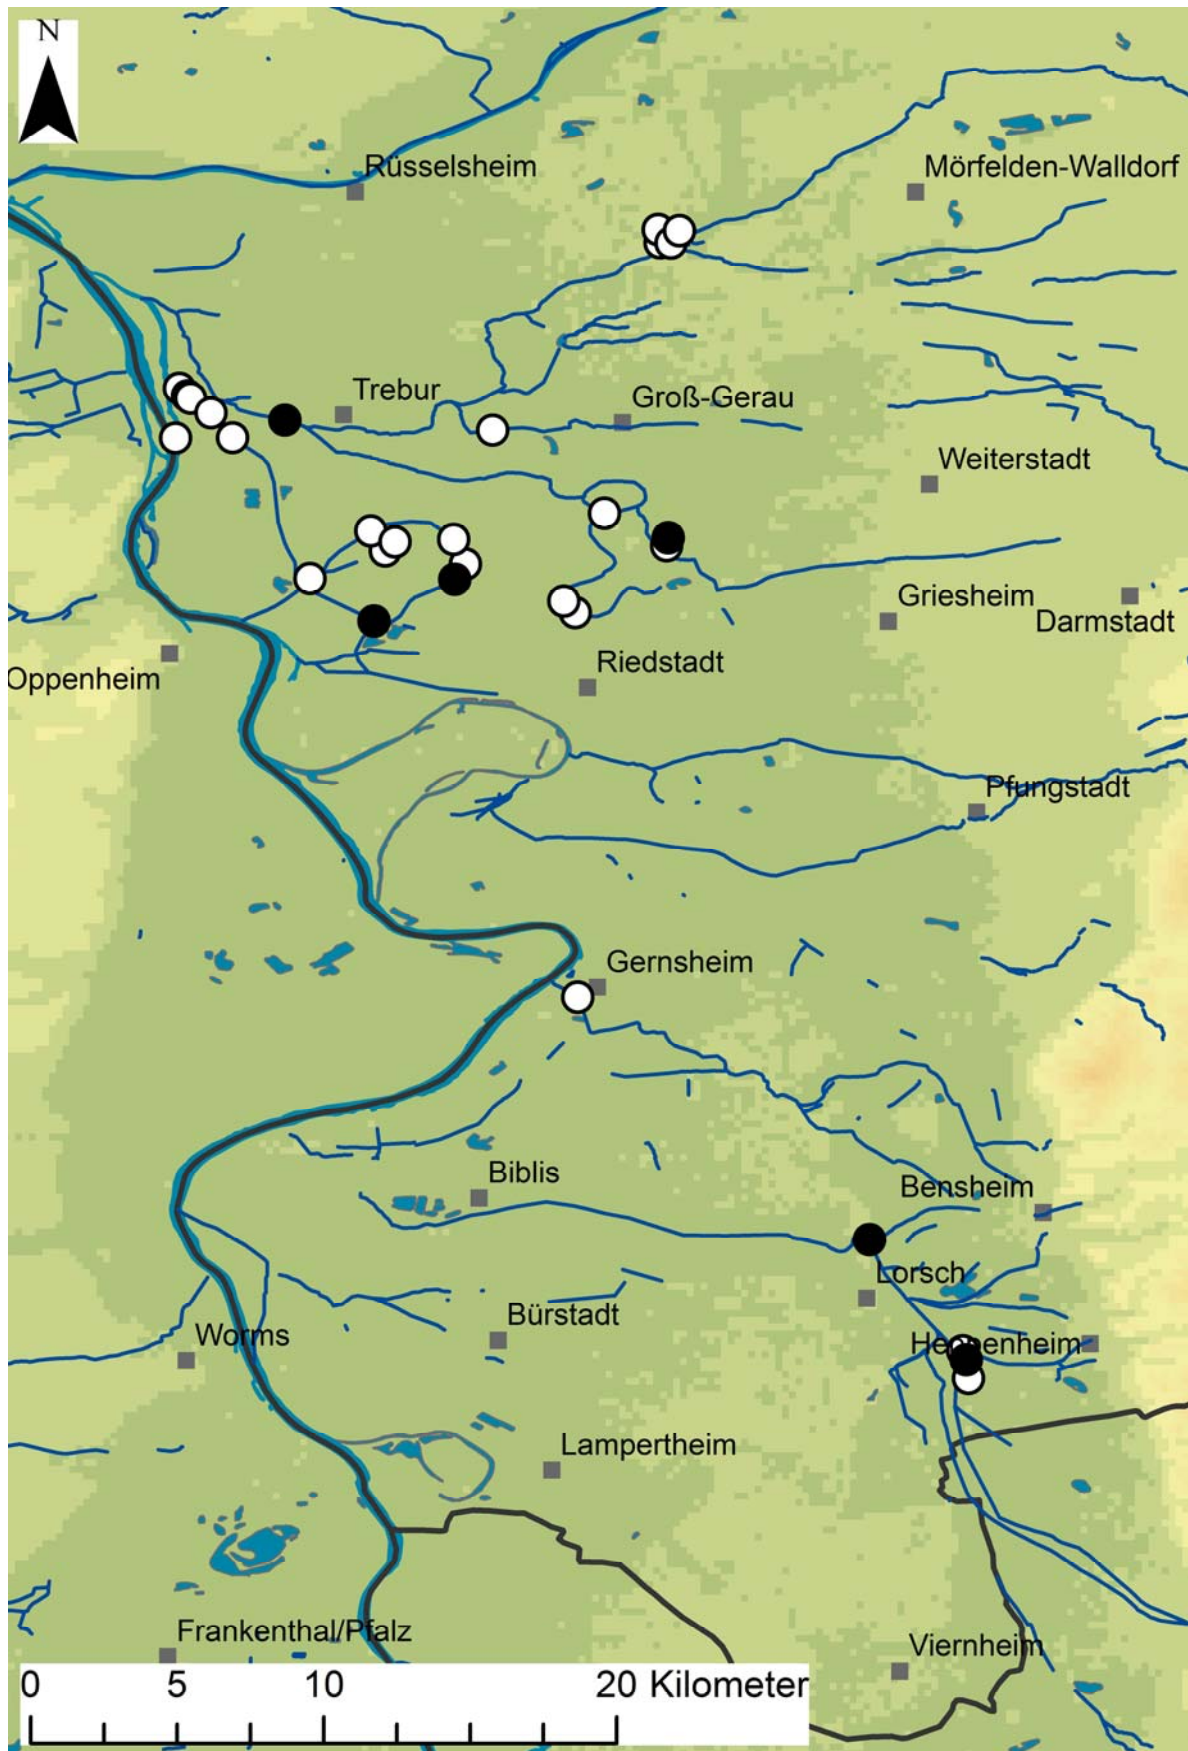 N
Rüsselsheim
Mörfelden-Walldorf
Trebur
Groß-Gerau
Weiterstadt
Griesheim
Darmstadt
Oppenheim
Riedstadt
Pfungstadt
Gernsheim
Biblis
Bensheim
Lorsch
Bürstadt
Worms
Heppenheim
Lampertheim
Frankenthal/Pfalz
Viernheim
0 5 10 20 Kilometer